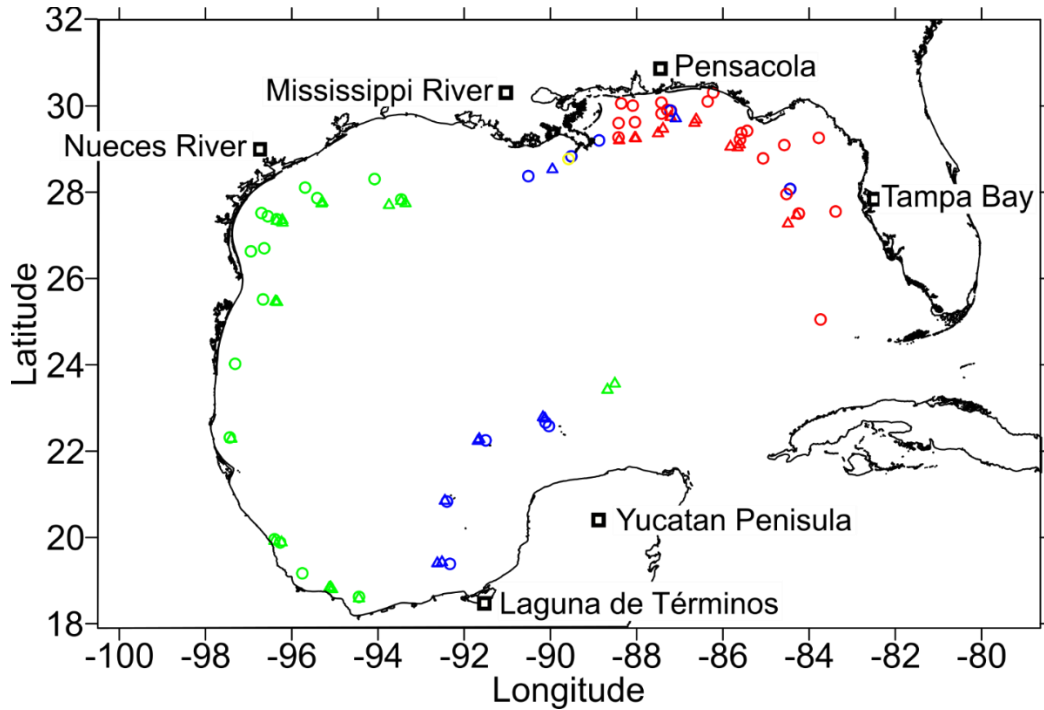 32
Pensacola
30
Mississippi River
Nueces River
28
Tampa Bay
26
Latitude
24
22
20
Yucatan Penisula
Laguna de Términos
18
-100 -98 -96 -94 -92 -90 -88 -86 -84 -82 -80
Longitude